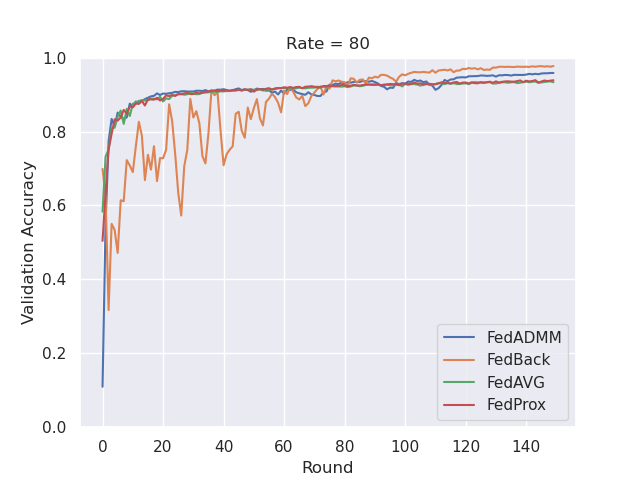 Rate = 80
Validation Accuracy
1.0
0.8
0.6
0.4
0.2
0.0
0 20 40 60 80 100 120 140
Round
FedADMM
FedBack
FedAVG
FedProx